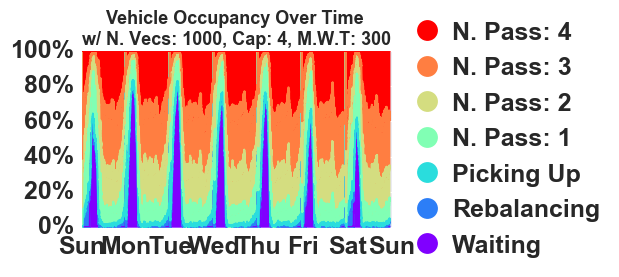 Vehicle Occupancy Over Time
w/ N. Vecs: 1000, Cap: 4, M.W.T: 300
100%
80%
60%
40%
20%
0%
Sun Mon Tue Wed Thu Fri Sat Sun
N. Pass: 4
N. Pass: 3
N. Pass: 2
N. Pass: 1
Picking Up
Rebalancing
Waiting